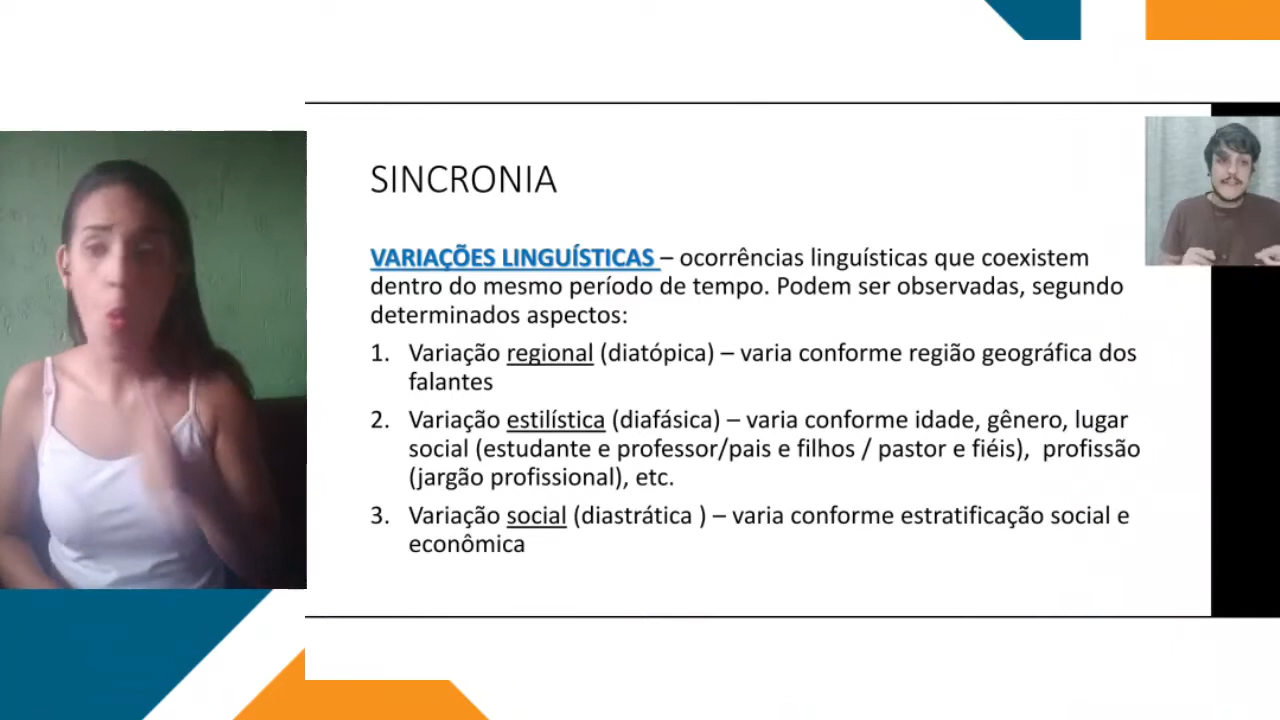 SINCRONIA
VARIAÇÕES LINGUÍSTICAS – ocorrências linguísticas que coexistem
dentro do mesmo período de tempo. Podem ser observadas, segundo
determinados aspectos:
1. Variação regional (diatópica) – varia conforme região geográfica dos
falantes
2. Variação estilística (diafásica) – varia conforme idade, gênero, lugar
social (estudante e professor/pais e filhos / pastor e fiéis), profissão
(jargão profissional), etc.
3. Variação social (diastrática ) – varia conforme estratificação social e
econômica